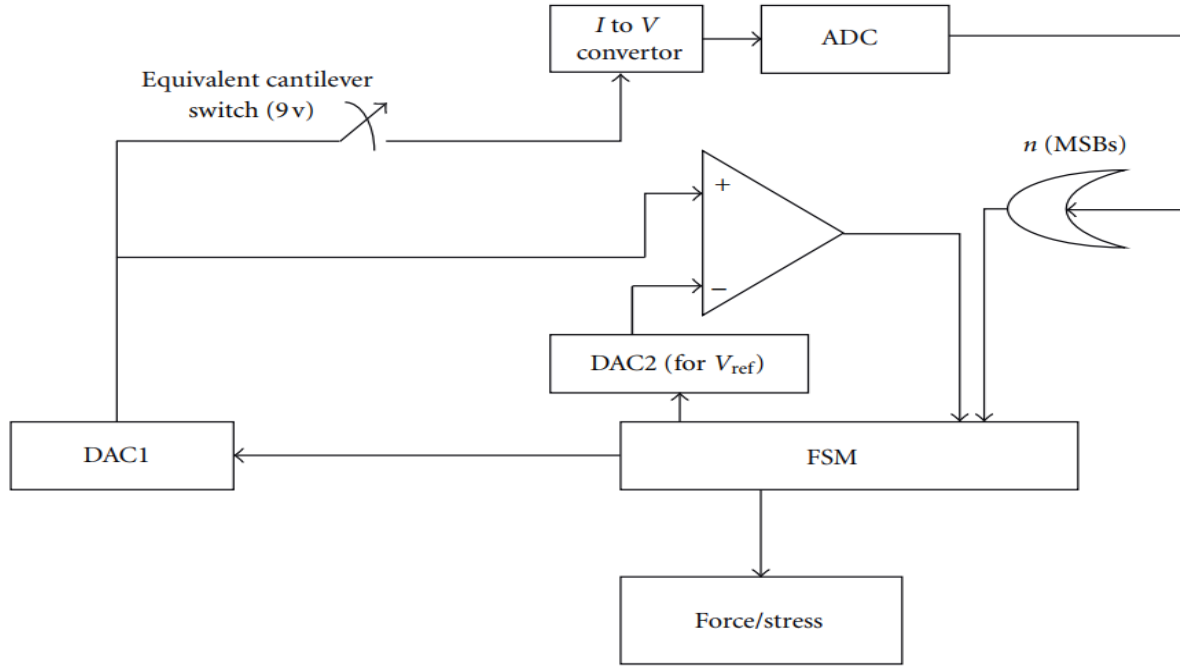 I to V
convertor
ADC
Equivalent cantilever
switch (9 v)
n (MSBs)
+
−
DAC2 (for Vref)
DAC1
FSM
Force/stress